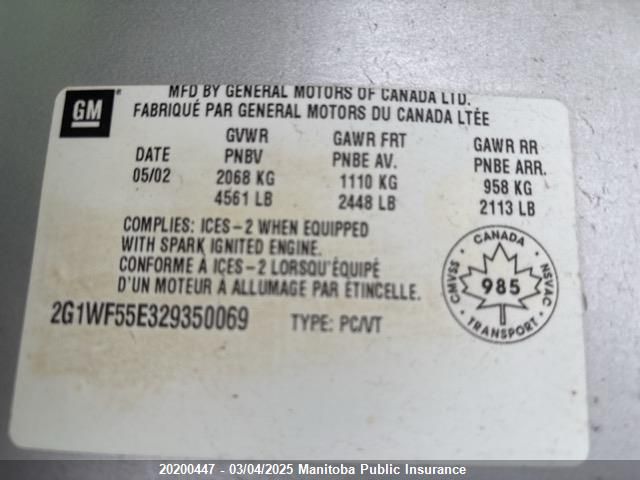 MFD BY GENERAL MOTORS OF CANADA LTD.
FABRIQUÉ PAR GENERAL MOTORS DU CANADA LTÉE
GM
GVWR GAWR FRT GAWR RR
DATE PNBV PNBE AV. PNBE ARR.
05/02 2068 KG 1110 KG 958 KG
4561 LB 2448 LB 2113 LB
COMPLIES: ICES-2 WHEN EQUIPPED
WITH SPARK IGNITED ENGINE.
CONFORME À ICES-2 LORSQU'ÉQUIPÉ
D'UN MOTEUR À ALLUMAGE PAR ÉTINCELLE.
CANADA
CMVSS 985 NSVAC
TRANSPORT
2G1WF55E329350069 TYPE: PC/VT
20200447 - 03/04/2025 Manitoba Public Insurance